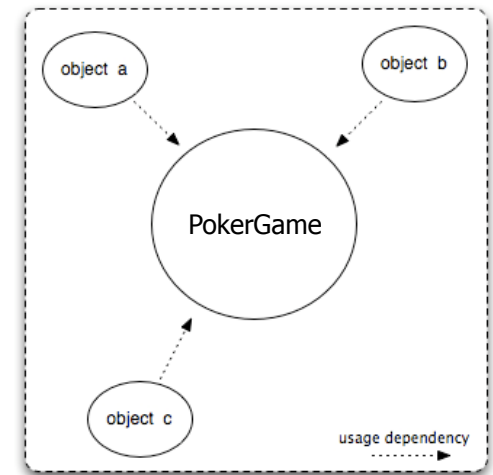 object a
object b
PokerGame
object c
usage dependency